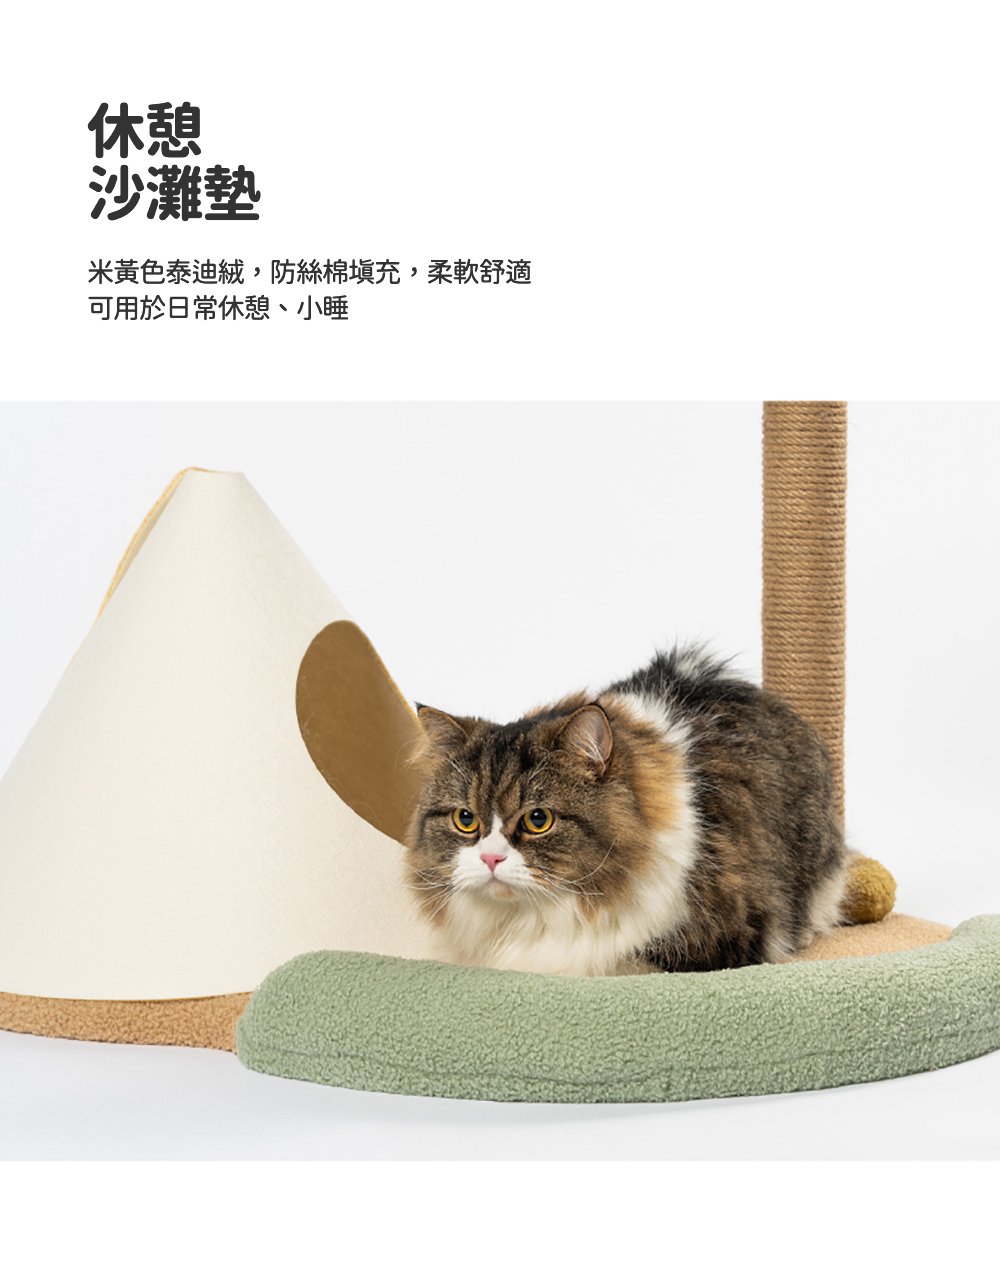 休憩
沙灘墊
米黃色泰迪絨，防絲棉塡充，柔軟舒適
可用於日常休憩、小睡